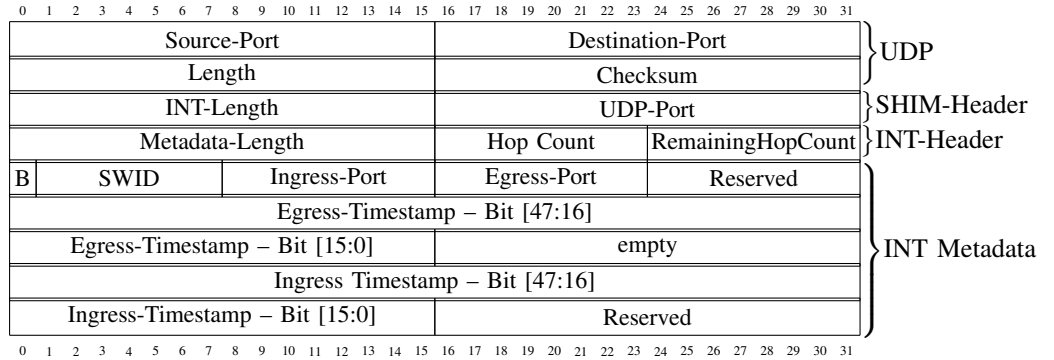 0 1 2 3 4 5 6 7 8 9 10 11 12 13 14 15 16 17 18 19 20 21 22 23 24 25 26 27 28 29 30 31
Source-Port Destination-Port
UDP
Length Checksum
INT-Length UDP-Port SHIM-Header
Metadata-Length Hop Count RemainingHopCount INT-Header
B SWID Ingress-Port Egress-Port Reserved
Egress-Timestamp – Bit [47:16]
Egress-Timestamp – Bit [15:0] empty INT Metadata
Ingress Timestamp – Bit [47:16]
Ingress-Timestamp – Bit [15:0] Reserved
0 1 2 3 4 5 6 7 8 9 10 11 12 13 14 15 16 17 18 19 20 21 22 23 24 25 26 27 28 29 30 31